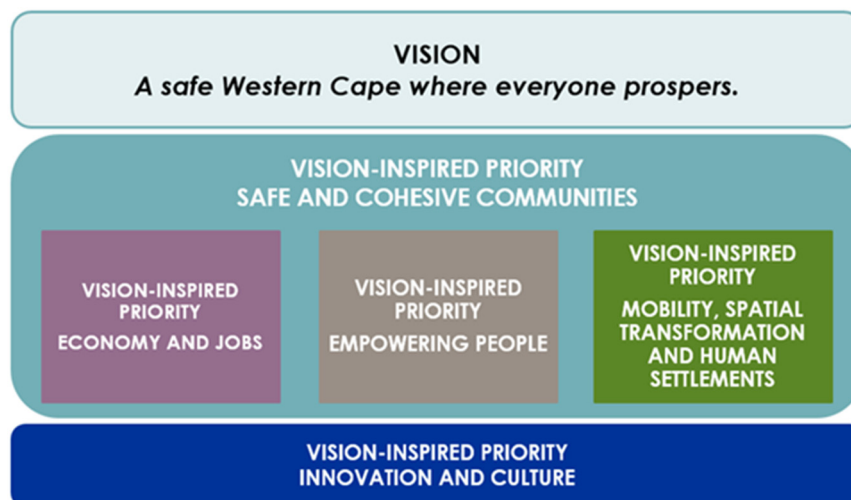 VISION
A safe Western Cape where everyone prospers.
VISION-INSPIRED PRIORITY
SAFE AND COHESIVE COMMUNITIES
VISION-INSPIRED
PRIORITY
ECONOMY AND JOBS
VISION-INSPIRED
PRIORITY
EMPOWERING PEOPLE
VISION-INSPIRED
PRIORITY
MOBILITY, SPATIAL
TRANSFORMATION
AND HUMAN
SETTLEMENTS
VISION-INSPIRED PRIORITY
INNOVATION AND CULTURE